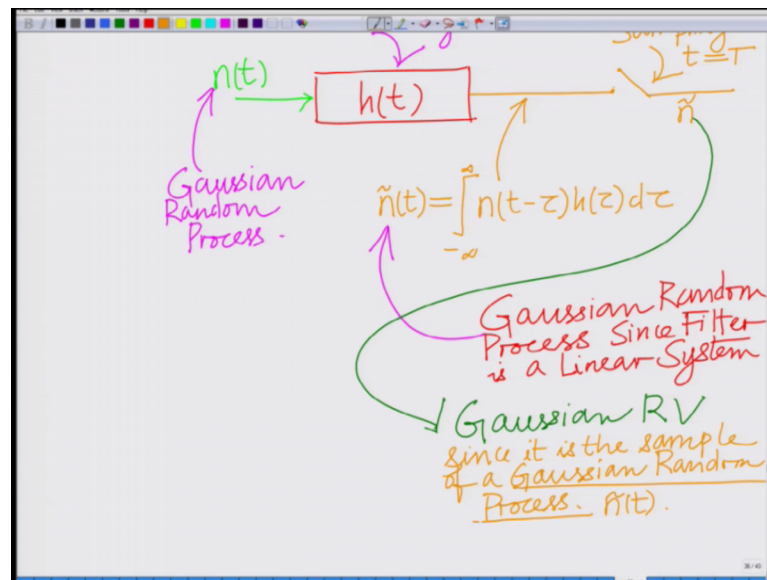 t = T
n(t)
h(t)
ñ
Gaussian
Random
Process.
ñ(t) = ∫_{-∞}^{∞} n(t-τ) h(τ) dτ
Gaussian Random
Process Since Filter
is a Linear System
Gaussian RV
since it is the sample
of a Gaussian Random
Process. ñ(t).